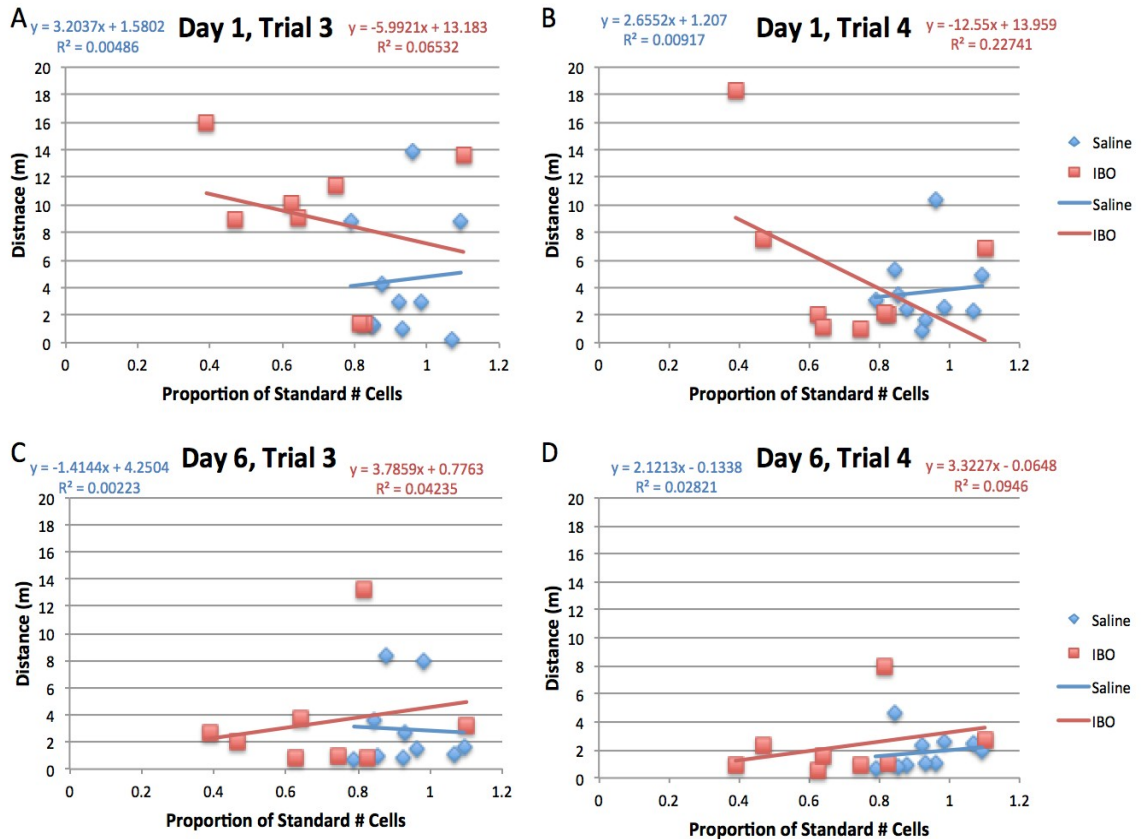 A
y = 3.2037x + 1.5802
R² = 0.00486
Day 1, Trial 3
y = -5.9921x + 13.183
R² = 0.06532
20
18
16
14
12
10
8
6
4
2
0
Distnace (m)
0 0.2 0.4 0.6 0.8 1 1.2
Proportion of Standard # Cells
B
y = 2.6552x + 1.207
R² = 0.00917
Day 1, Trial 4
y = -12.55x + 13.959
R² = 0.22741
20
18
16
14
12
10
8
6
4
2
0
Distance (m)
0 0.2 0.4 0.6 0.8 1 1.2
Proportion of Standard # Cells
Saline
IBO
Saline
IBO
C
y = -1.4144x + 4.2504
R² = 0.00223
Day 6, Trial 3
y = 3.7859x + 0.7763
R² = 0.04235
20
18
16
14
12
10
8
6
4
2
0
Distance (m)
0 0.2 0.4 0.6 0.8 1 1.2
Proportion of Standard # Cells
D
y = 2.1213x - 0.1338
R² = 0.02821
Day 6, Trial 4
y = 3.3227x - 0.0648
R² = 0.0946
20
18
16
14
12
10
8
6
4
2
0
Distance (m)
0 0.2 0.4 0.6 0.8 1 1.2
Proportion of Standard # Cells
Saline
IBO
Saline
IBO